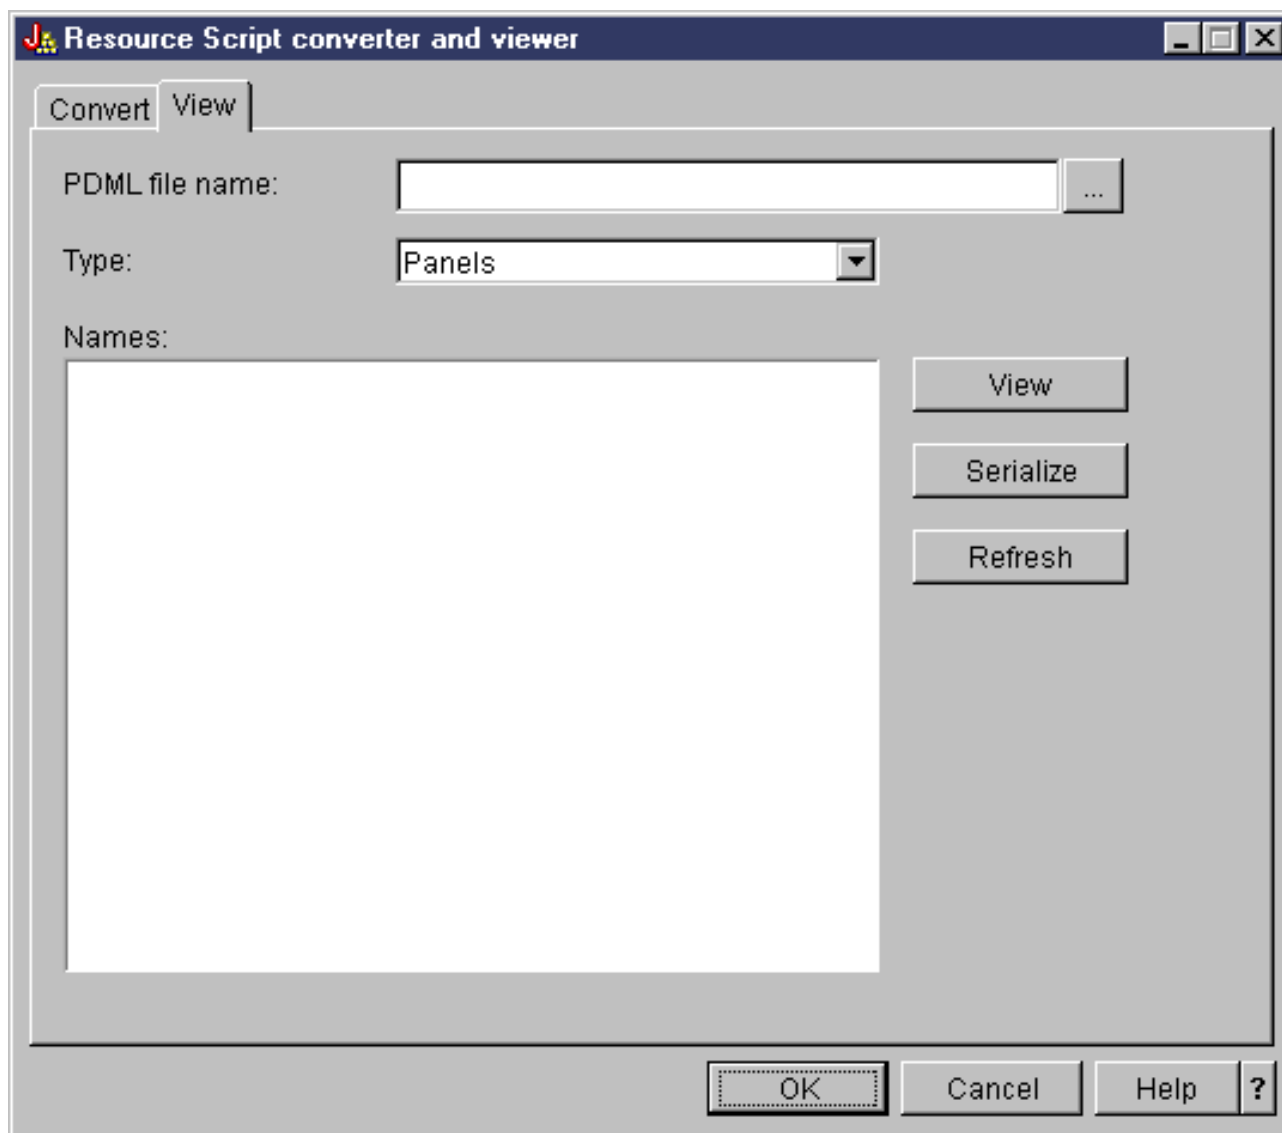 Resource Script converter and viewer
Convert View
PDML file name: ...
Type: Panels
Names:
View
Serialize
Refresh
OK Cancel Help ?